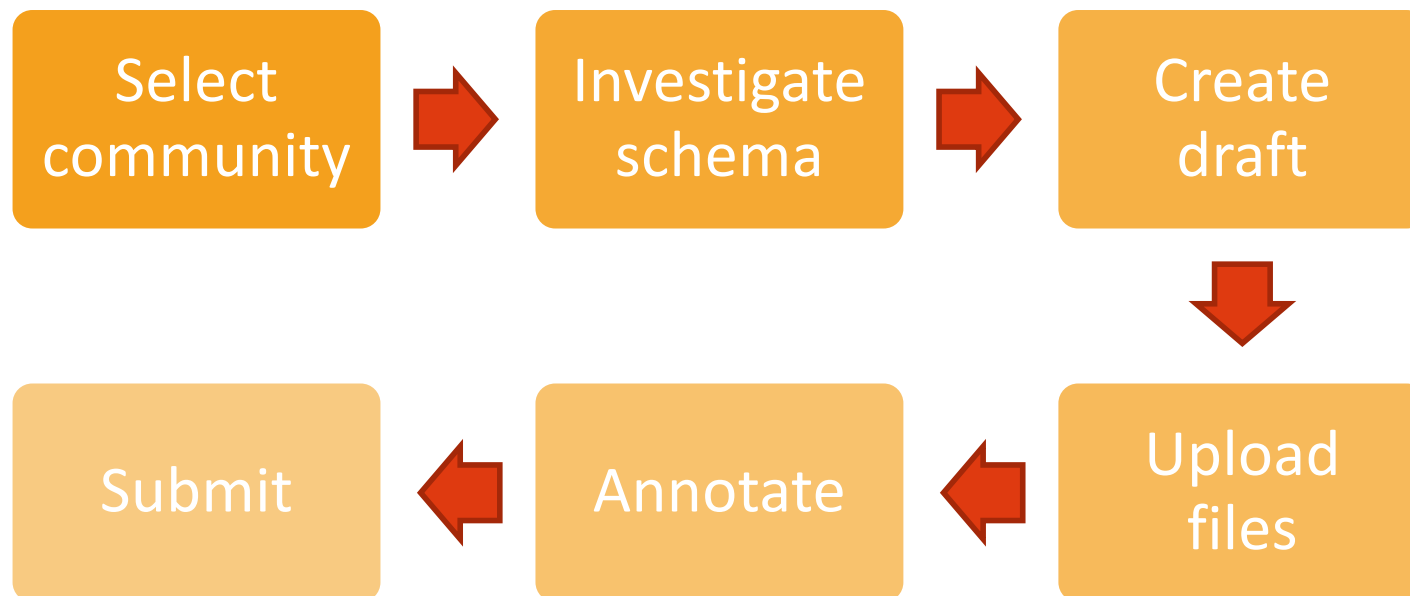 Select
community
Investigate
schema
Create
draft
Upload
files
Annotate
Submit